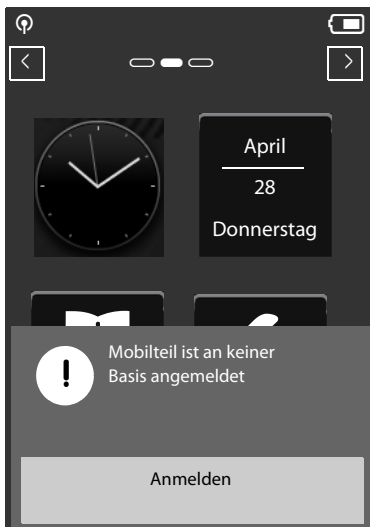 April
28
Donnerstag
Mobilteil ist an keiner
Basis angemeldet
Anmelden